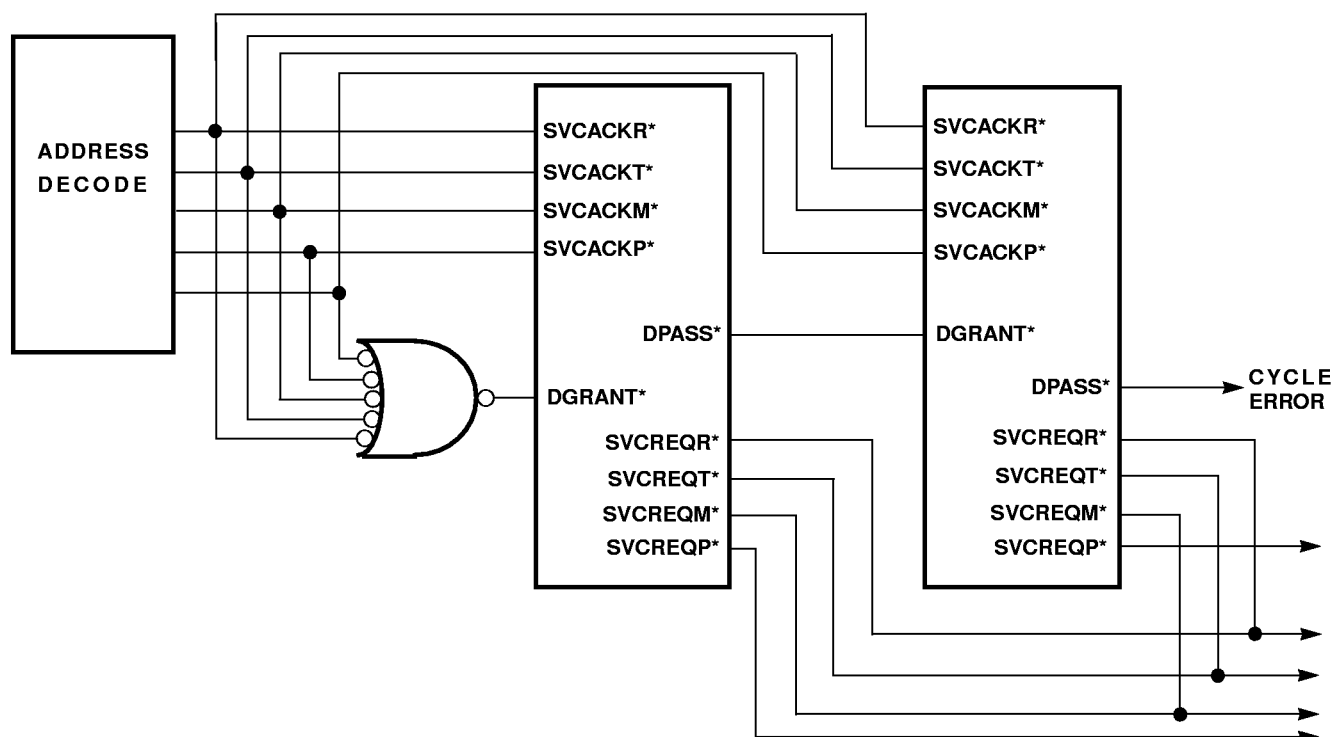 ADDRESS
DECODE
SVCACKR*
SVCACKT*
SVCACKM*
SVCACKP*
DPASS*
DGRANT*
SVCREQR*
SVCREQT*
SVCREQM*
SVCREQP*
SVCACKR*
SVCACKT*
SVCACKM*
SVCACKP*
DGRANT*
DPASS*
SVCREQR*
SVCREQT*
SVCREQM*
SVCREQP*
CYCLE
ERROR